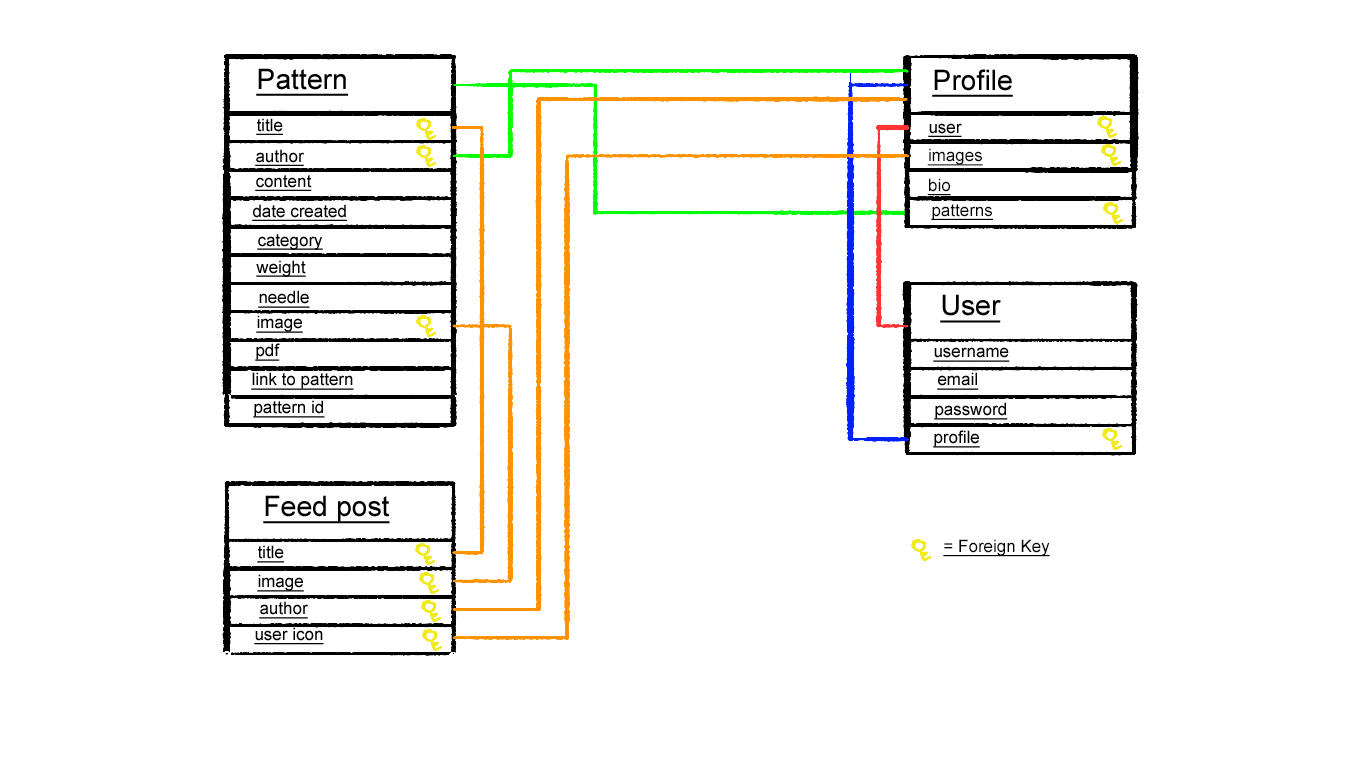 Pattern
title
author
content
date created
category
weight
needle
image
pdf
link to pattern
pattern id
Feed post
title
image
author
user icon
Profile
user
images
bio
patterns
User
username
email
password
profile
= Foreign Key